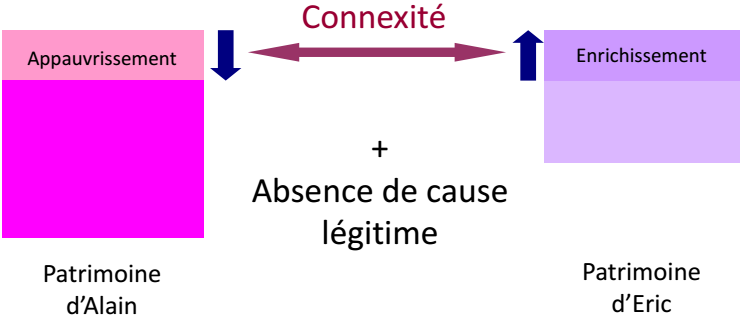 Connexité
Appauvrissement
Enrichissement
+
Absence de cause
légitime
Patrimoine
d'Alain
Patrimoine
d'Eric